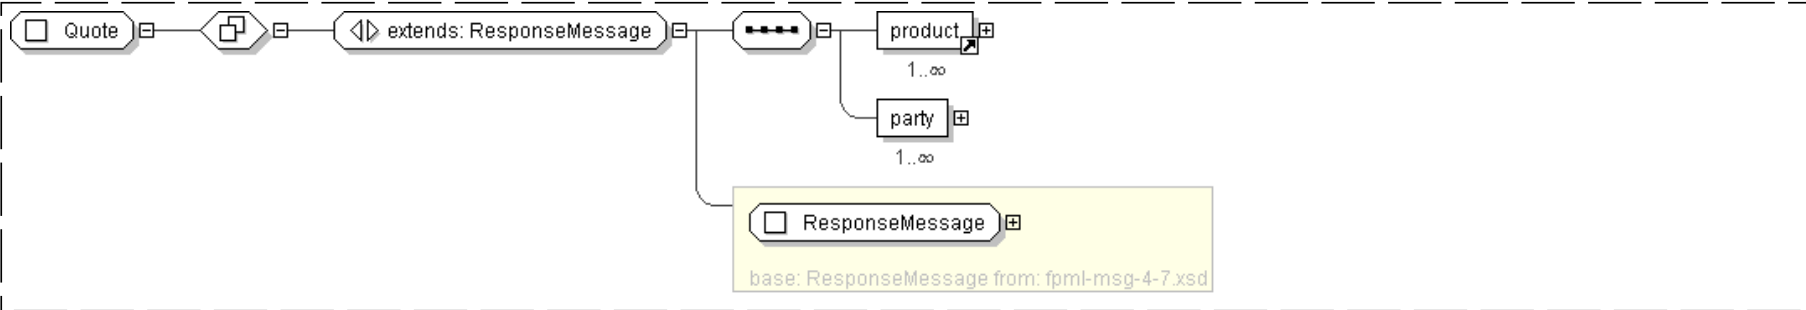 Quote
extends: ResponseMessage
product
1..∞
party
1..∞
ResponseMessage
base: ResponseMessage from: fpml-msg-4-7.xsd